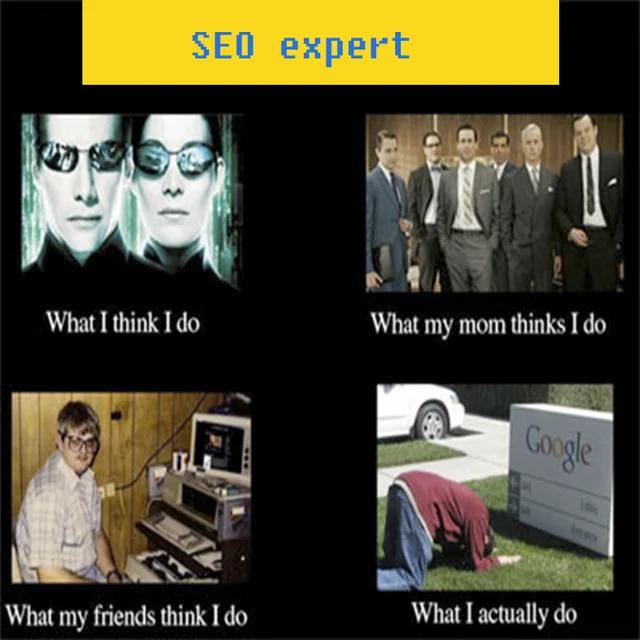 SEO expert
What I think I do
What my mom thinks I do
What my friends think I do
Google
What I actually do